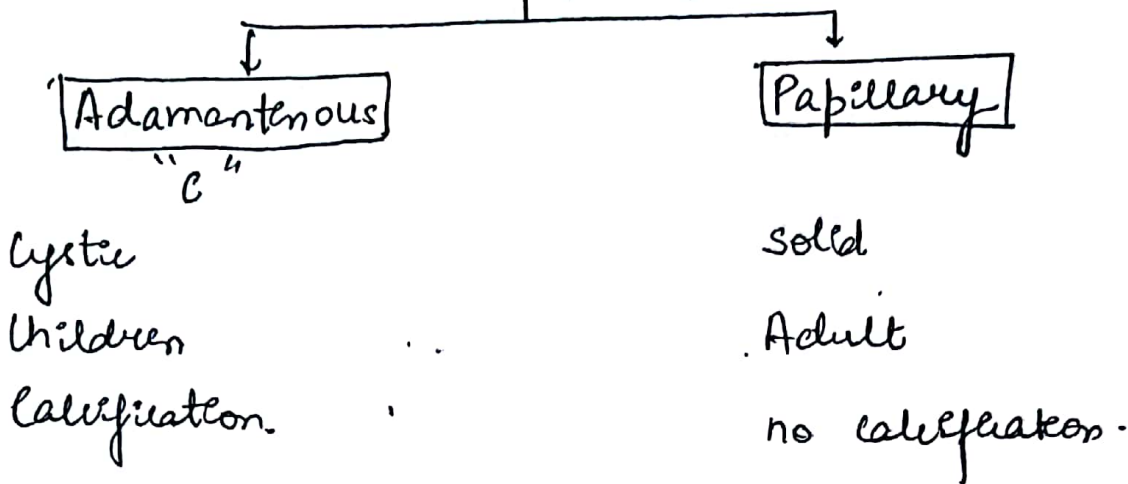 Adamantenous
Papillary
"C"
Cystic
solid
Children
Adult
Calcification.
no calcification.